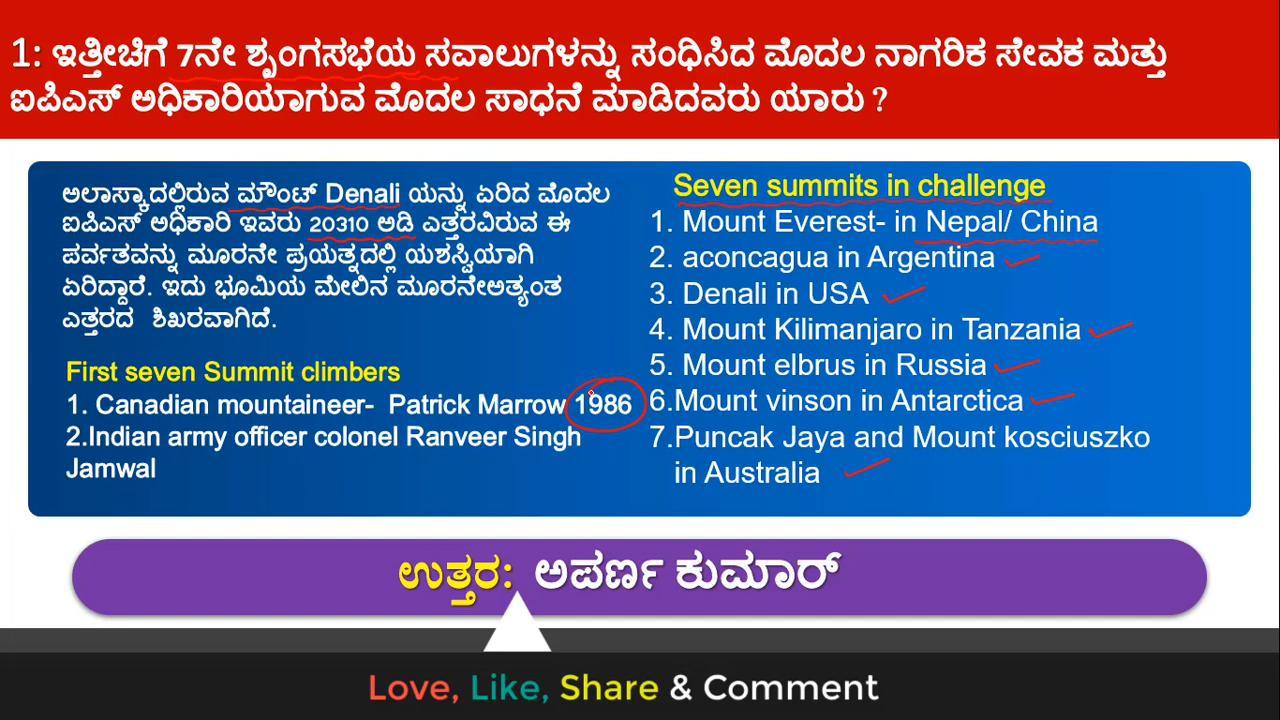 1: ಇತ್ತೀಚಿಗೆ 7ನೇ ಶೃಂಗಸಭೆಯ ಸವಾಲುಗಳನ್ನು ಸಂಧಿಸಿದ ಮೊದಲ ನಾಗರಿಕ ಸೇವಕ ಮತ್ತು
ಐಪಿಎಸ್ ಅಧಿಕಾರಿಯಾಗುವ ಮೊದಲ ಸಾಧನೆ ಮಾಡಿದವರು ಯಾರು ?
ಅಲಾಸ್ಕಾದಲ್ಲಿರುವ ಮೌಂಟ್ Denali ಯನ್ನು ಏರಿದ ಮೊದಲ
ಐಪಿಎಸ್ ಅಧಿಕಾರಿ ಇವರು 20310 ಅಡಿ ಎತ್ತರವಿರುವ ಈ
ಪರ್ವತವನ್ನು ಮೂರನೇ ಪ್ರಯತ್ನದಲ್ಲಿ ಯಶಸ್ವಿಯಾಗಿ
ಏರಿದ್ದಾರೆ. ಇದು ಭೂಮಿಯ ಮೇಲಿನ ಮೂರನೇಅತ್ಯಂತ
ಎತ್ತರದ ಶಿಖರವಾಗಿದೆ.
First seven Summit climbers
1. Canadian mountaineer- Patrick Marrow 1986
2.Indian army officer colonel Ranveer Singh
Jamwal
Seven summits in challenge
1. Mount Everest- in Nepal/ China
2. aconcagua in Argentina
3. Denali in USA
4. Mount Kilimanjaro in Tanzania
5. Mount elbrus in Russia
6.Mount vinson in Antarctica
7.Puncak Jaya and Mount kosciuszko
in Australia
ಉತ್ತರ: ಅಪರ್ಣ ಕುಮಾರ್
Love, Like, Share & Comment